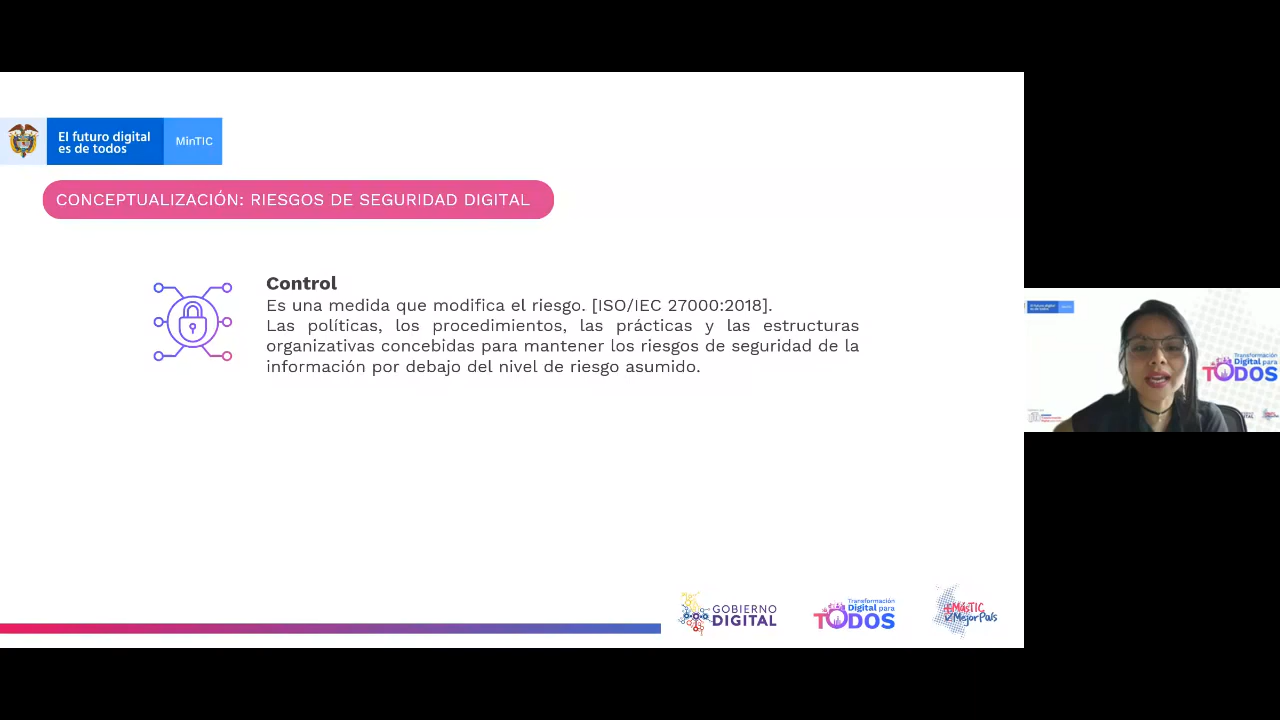 El futuro digital
es de todos
MinTIC
CONCEPTUALIZACIÓN: RIESGOS DE SEGURIDAD DIGITAL
Control
Es una medida que modifica el riesgo. [ISO/IEC 27000:2018].
Las políticas, los procedimientos, las prácticas y las estructuras
organizativas concebidas para mantener los riesgos de seguridad de la
información por debajo del nivel de riesgo asumido.
Transformación
Digital para
TODOS
GOBIERNO
DIGITAL
Transformación
Digital para
TODOS
+MásTIC
MejorPaís